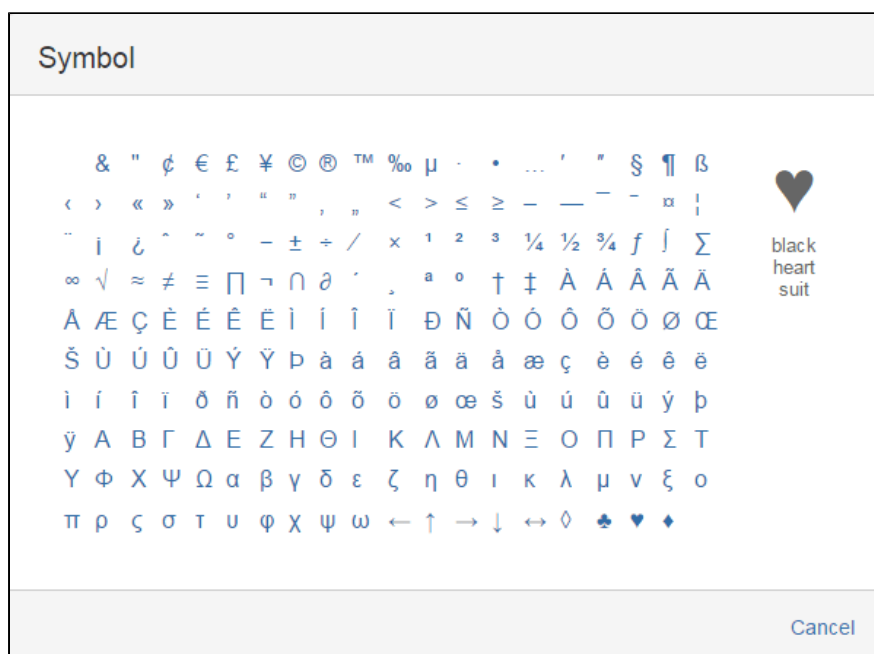 Symbol
& " ¢ € £ ¥ © ® ™ ‰ µ · • … ′ ″ § ¶ ß
‹ › « » ‘ ’ “ ” ‚ „ < > ≤ ≥ – — ¯ ‾ ¤ ¦
¨ ¡ ¿ ˆ ˜ ° − ± ÷ ⁄ × ¹ ² ³ ¼ ½ ¾ ƒ ∫ ∑
∞ √ ≈ ≠ ≡ ∏ ¬ ∩ ∂ ´ ¸ ª º † ‡ À Á Â Ã Ä
Å Æ Ç È É Ê Ë Ì Í Î Ï Ð Ñ Ò Ó Ô Õ Ö Ø Œ
Š Ù Ú Û Ü Ý Ÿ Þ à á â ã ä å æ ç è é ê ë
ì í î ï ð ñ ò ó ô õ ö ø œ š ù ú û ü ý þ
ÿ Α Β Γ Δ Ε Ζ Η Θ Ι Κ Λ Μ Ν Ξ Ο Π Ρ Σ Τ
Υ Φ Χ Ψ Ω α β γ δ ε ζ η θ ι κ λ μ ν ξ ο
π ρ ς σ τ υ φ χ ψ ω ← ↑ → ↓ ↔ ◊ ♣ ♥ ♦
♥
black
heart
suit
Cancel